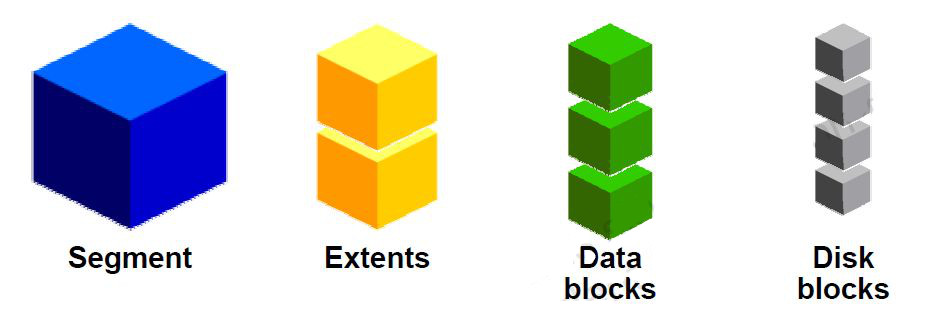 Segment
Extents
Data
blocks
Disk
blocks